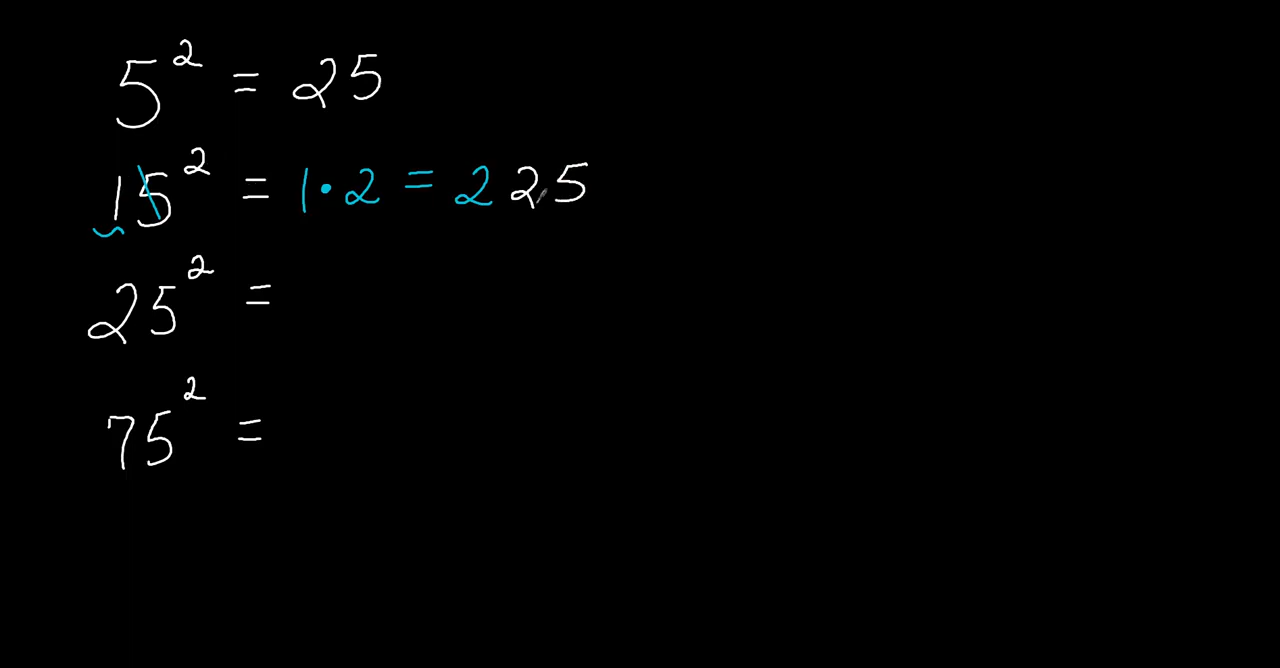 5² = 25
15² = 1·2 = 225
25² =
75² =